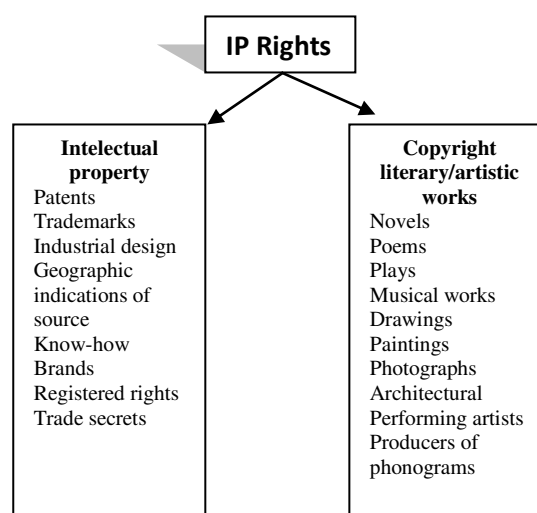 IP Rights
Intelectual
property
Patents
Trademarks
Industrial design
Geographic
indications of
source
Know-how
Brands
Registered rights
Trade secrets
Copyright
literary/artistic
works
Novels
Poems
Plays
Musical works
Drawings
Paintings
Photographs
Architectural
Performing artists
Producers of
phonograms